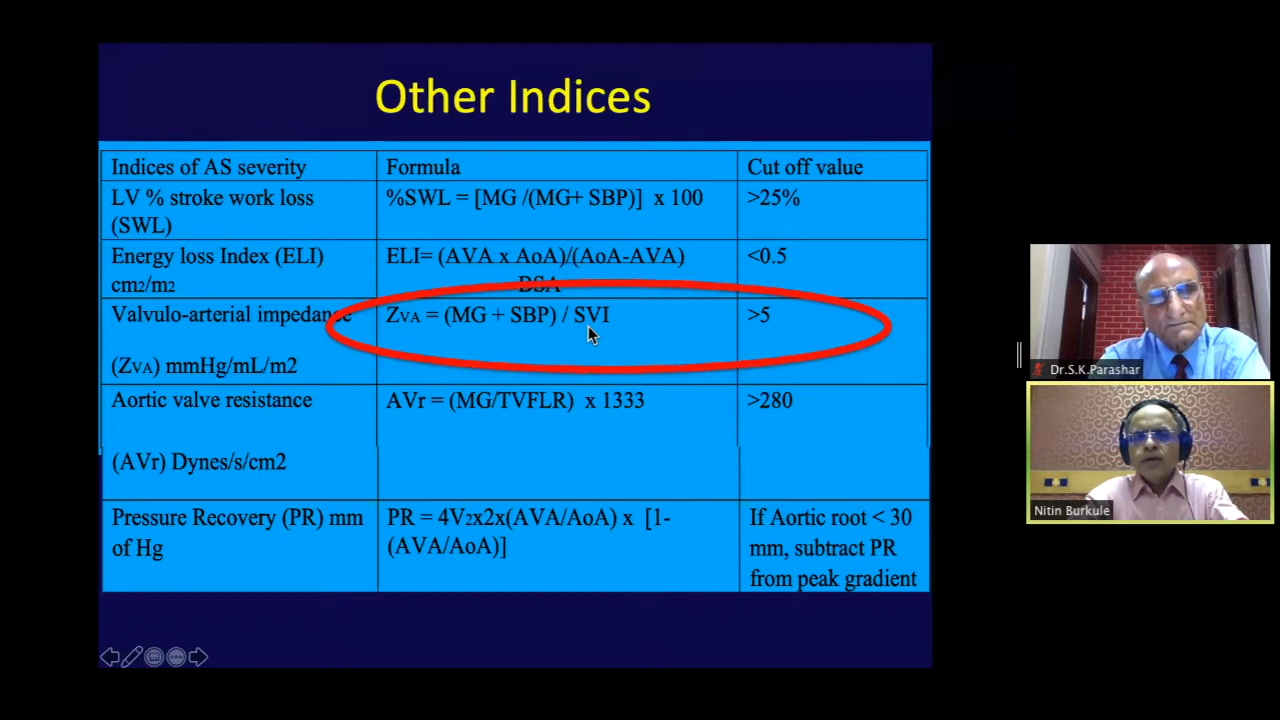 Other Indices
Indices of AS severity
Formula
Cut off value
LV % stroke work loss
(SWL)
%SWL = [MG /(MG+ SBP)] x 100
>25%
Energy loss Index (ELI)
cm2/m2
ELI= (AVA x AoA)/(AoA-AVA)
BSA
<0.5
Valvulo-arterial impedance
(ZVA) mmHg/mL/m2
ZVA = (MG + SBP) / SVI
>5
Aortic valve resistance
(AVr) Dynes/s/cm2
AVr = (MG/TVFLR) x 1333
>280
Pressure Recovery (PR) mm
of Hg
PR = 4V2x2x(AVA/AoA) x [1-
(AVA/AoA)]
If Aortic root < 30
mm, subtract PR
from peak gradient
Dr.S.K.Parashar
Nitin Burkule